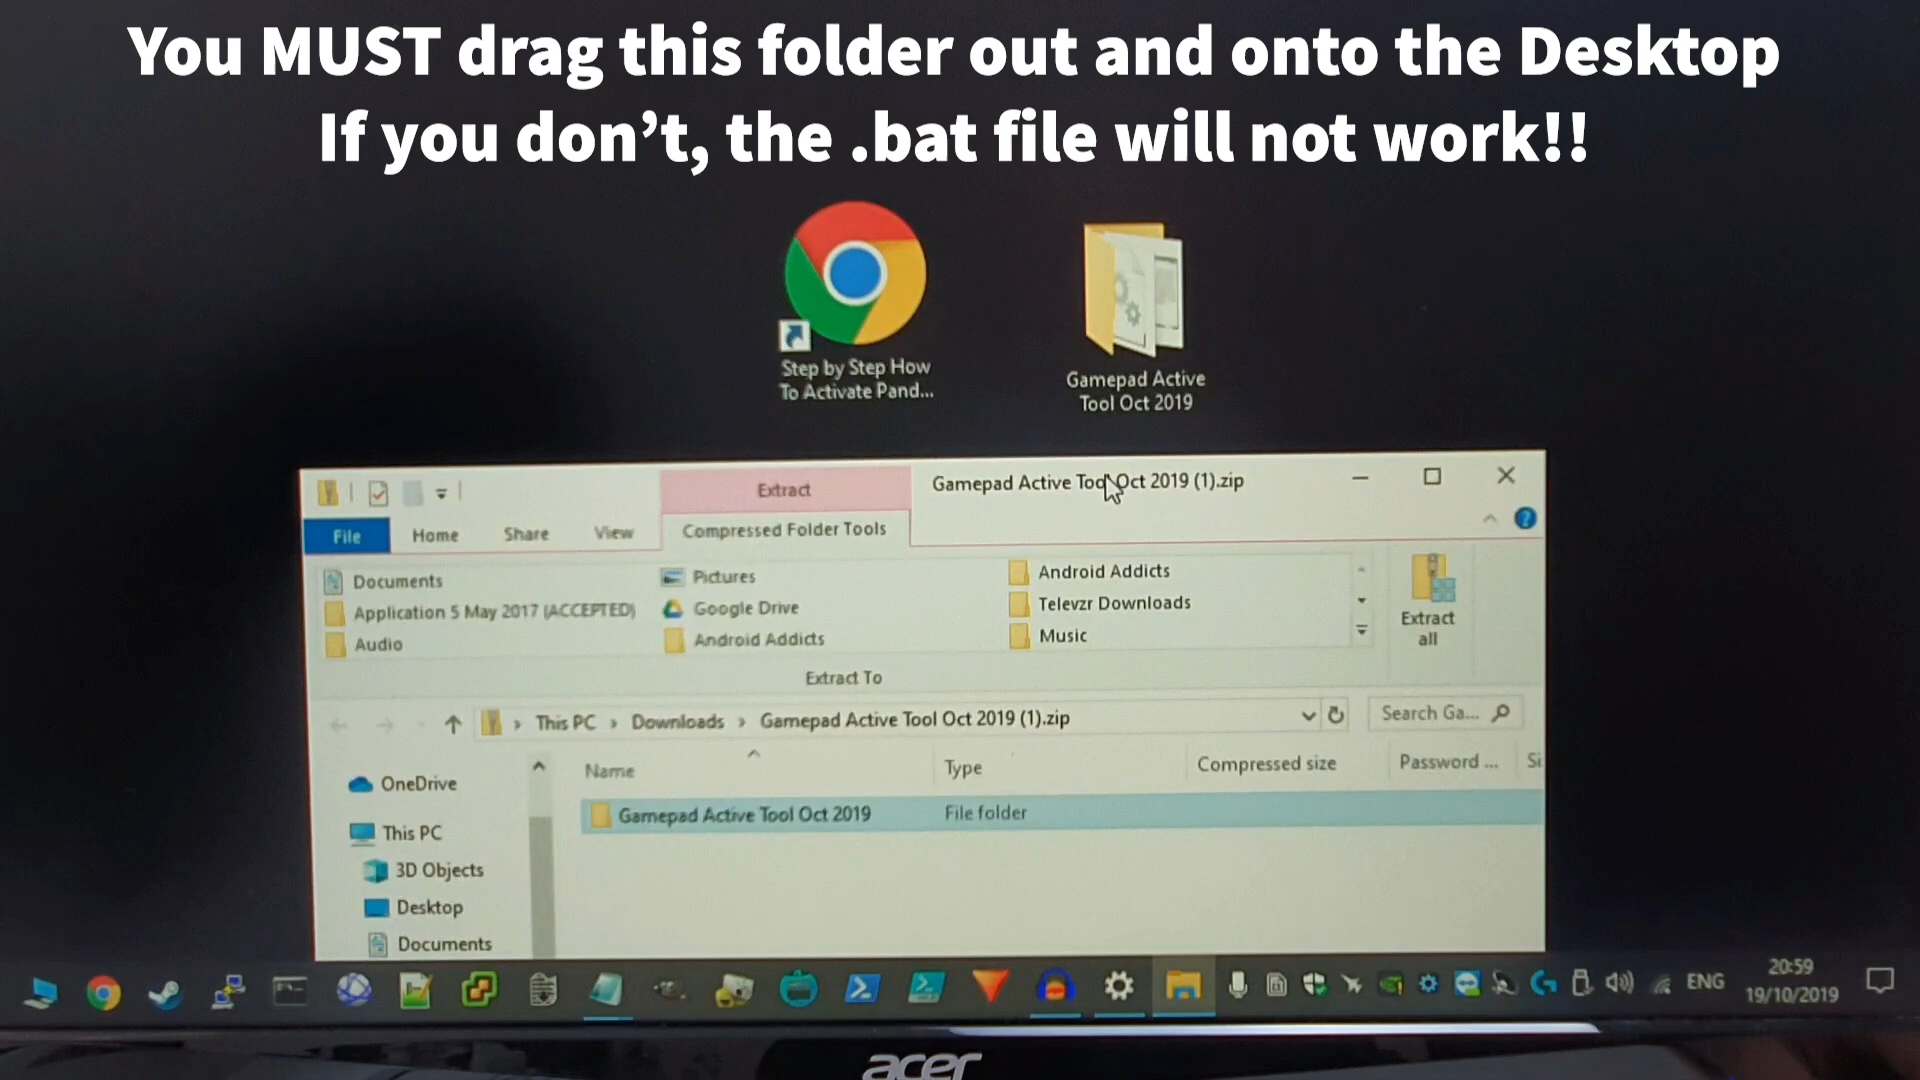 You MUST drag this folder out and onto the Desktop
If you don’t, the .bat file will not work!!
Step by Step How
To Activate Pand...
Gamepad Active
Tool Oct 2019
Extract
Gamepad Active Tool Oct 2019 (1).zip
File
Home
Share
View
Compressed Folder Tools
Documents
Pictures
Android Addicts
Application 5 May 2017 (ACCEPTED)
Google Drive
Televzr Downloads
Audio
Android Addicts
Music
Extract
all
Extract To
This PC
Downloads
Gamepad Active Tool Oct 2019 (1).zip
Search Ga...
Name
Type
Compressed size
Password ...
Si
OneDrive
Gamepad Active Tool Oct 2019
File folder
This PC
3D Objects
Desktop
Documents
ENG
20:59
19/10/2019
acer